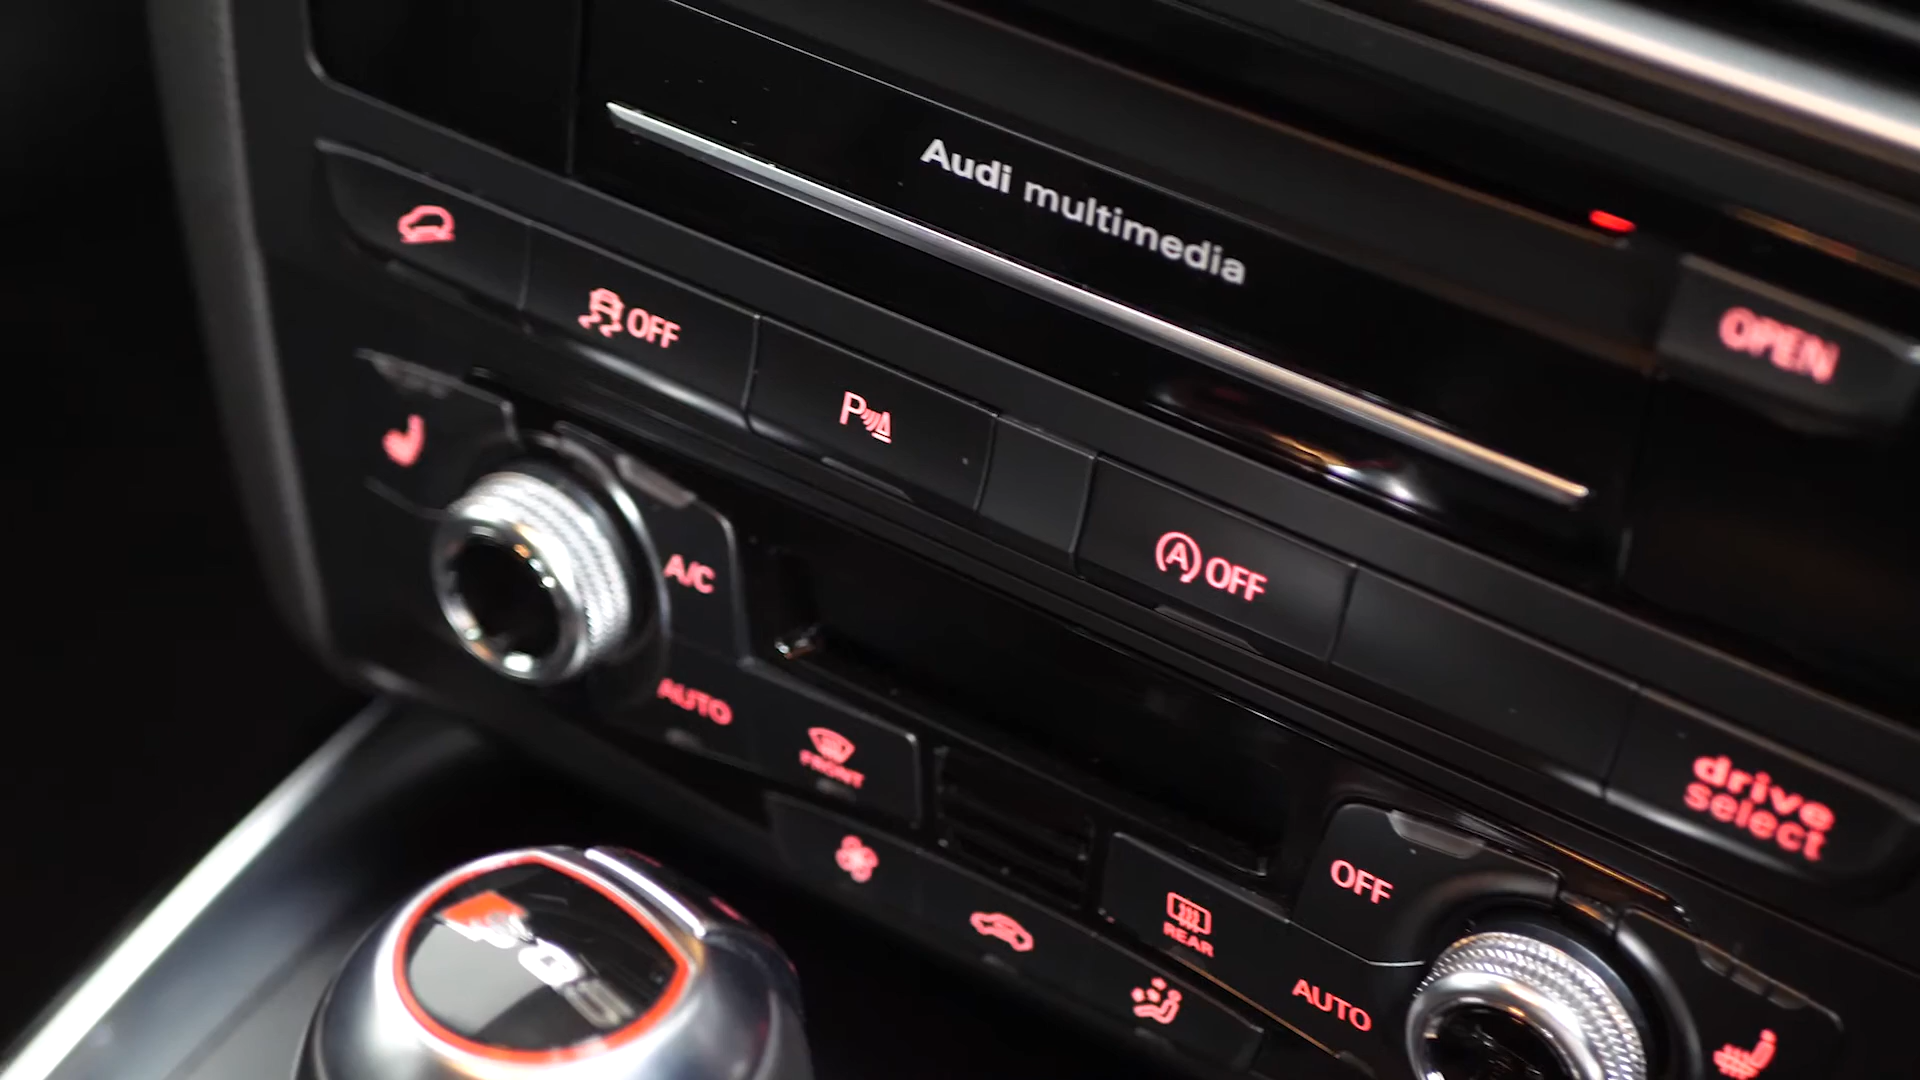 Audi multimedia
OPEN
OFF
P
A OFF
A/C
AUTO
FRONT
drive
select
OFF
REAR
AUTO